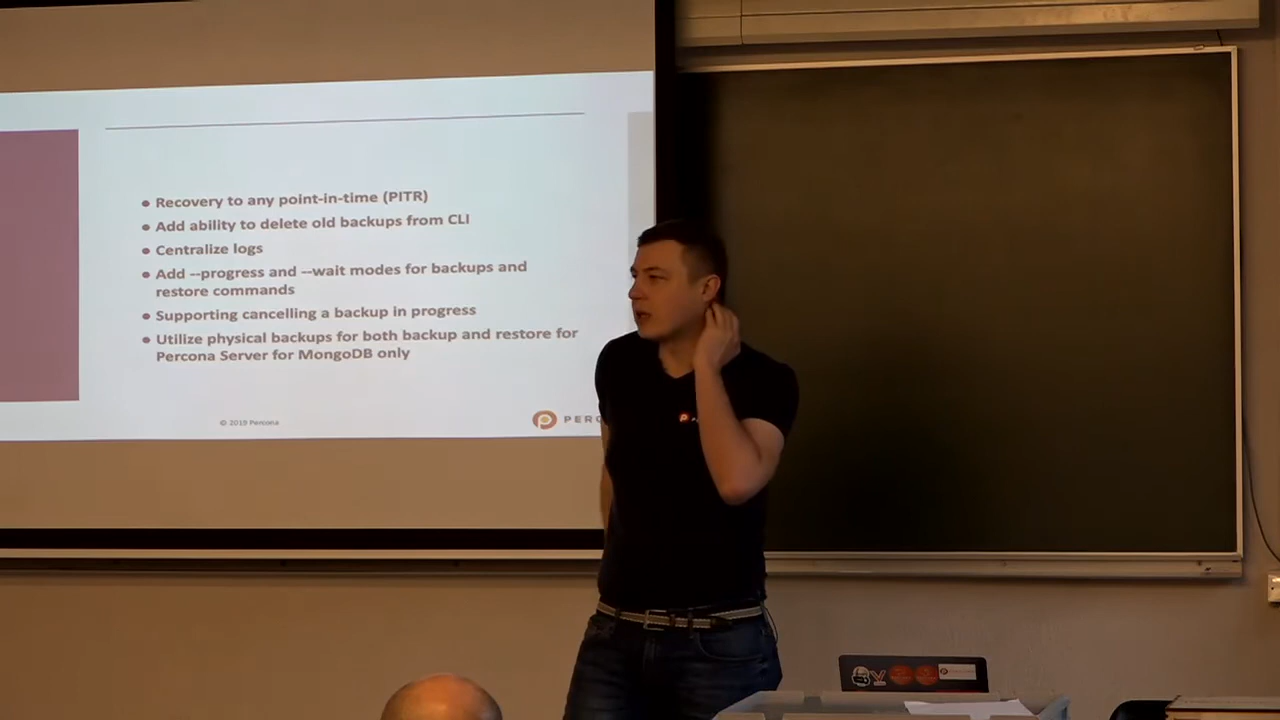 • Recovery to any point-in-time (PITR)
• Add ability to delete old backups from CLI
• Centralize logs
• Add --progress and --wait modes for backups and
restore commands
• Supporting cancelling a backup in progress
• Utilize physical backups for both backup and restore for
Percona Server for MongoDB only
© 2019 Percona
PERC